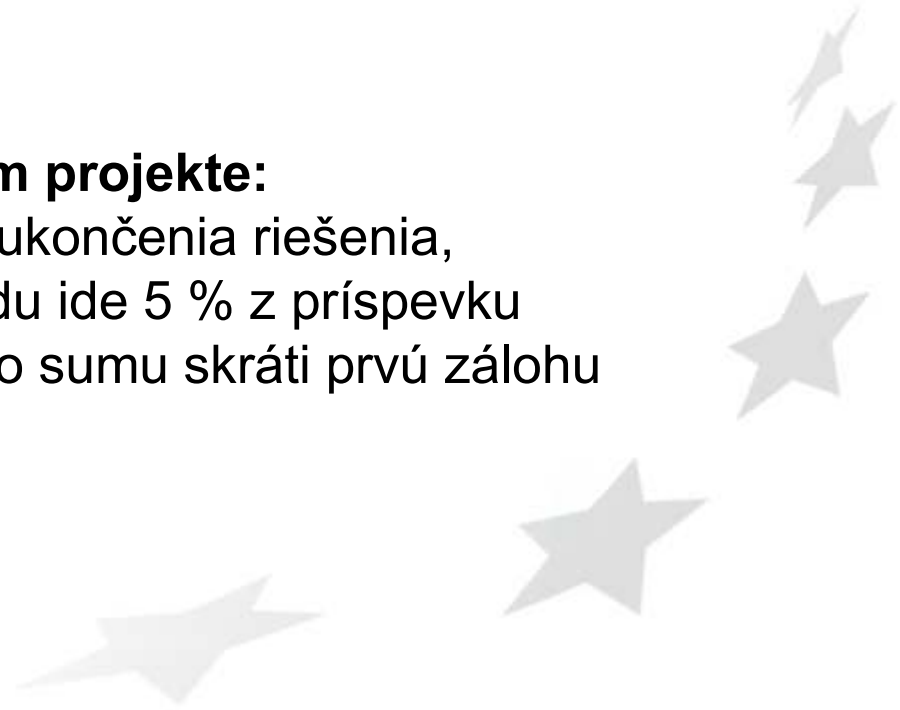 m projekte:
ukončenia riešenia,
du ide 5 % z príspevku
o sumu skráti prvú zálohu